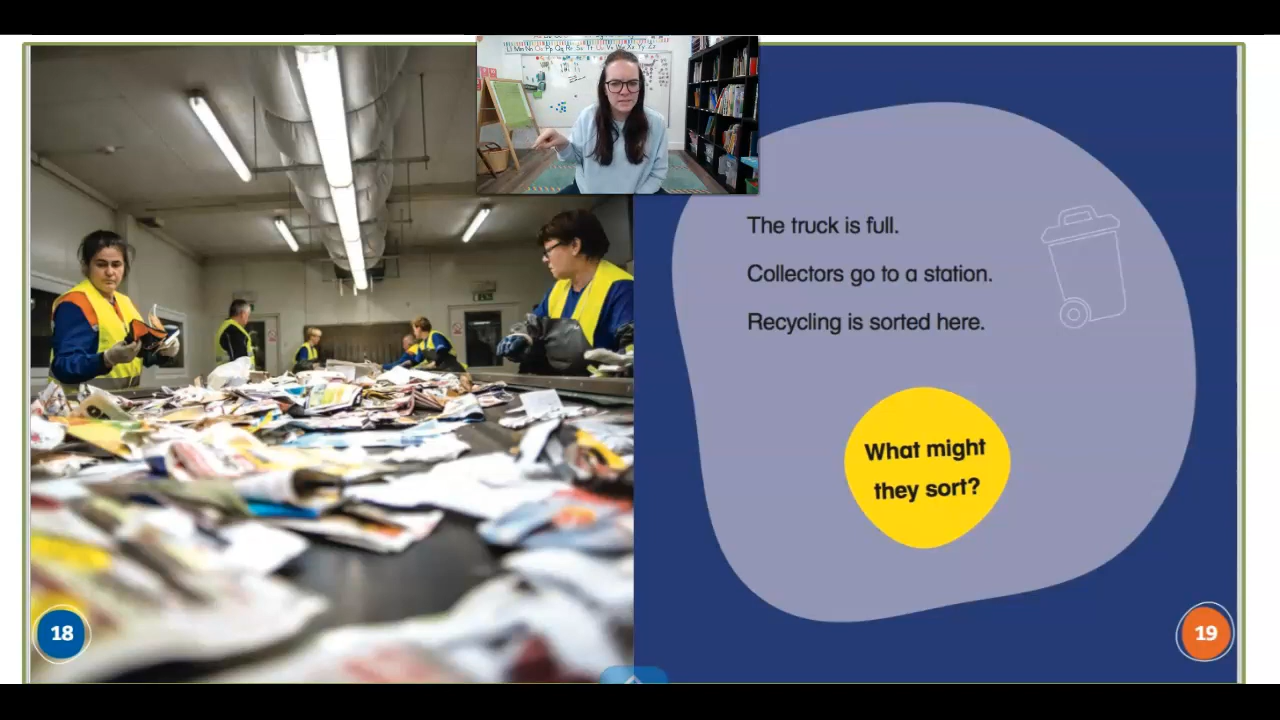 The truck is full.
Collectors go to a station.
Recycling is sorted here.
What might
they sort?
18
19